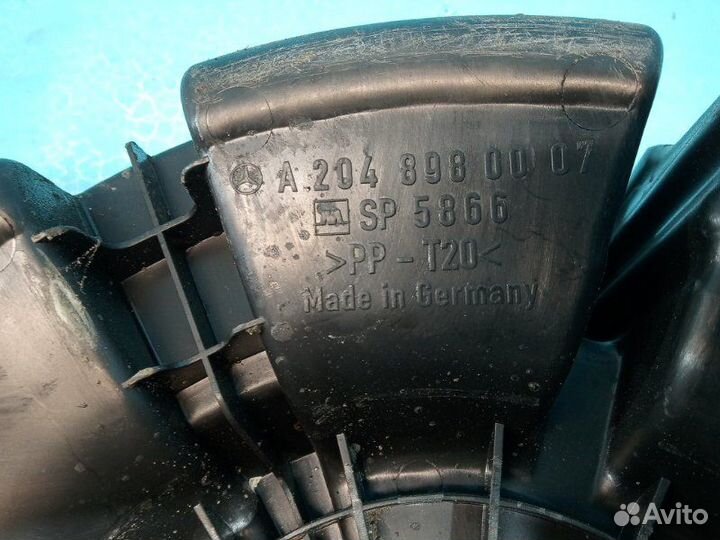 A 204 898 00 07
SP 5866
>PP - T20<
Made in Germany
Avito